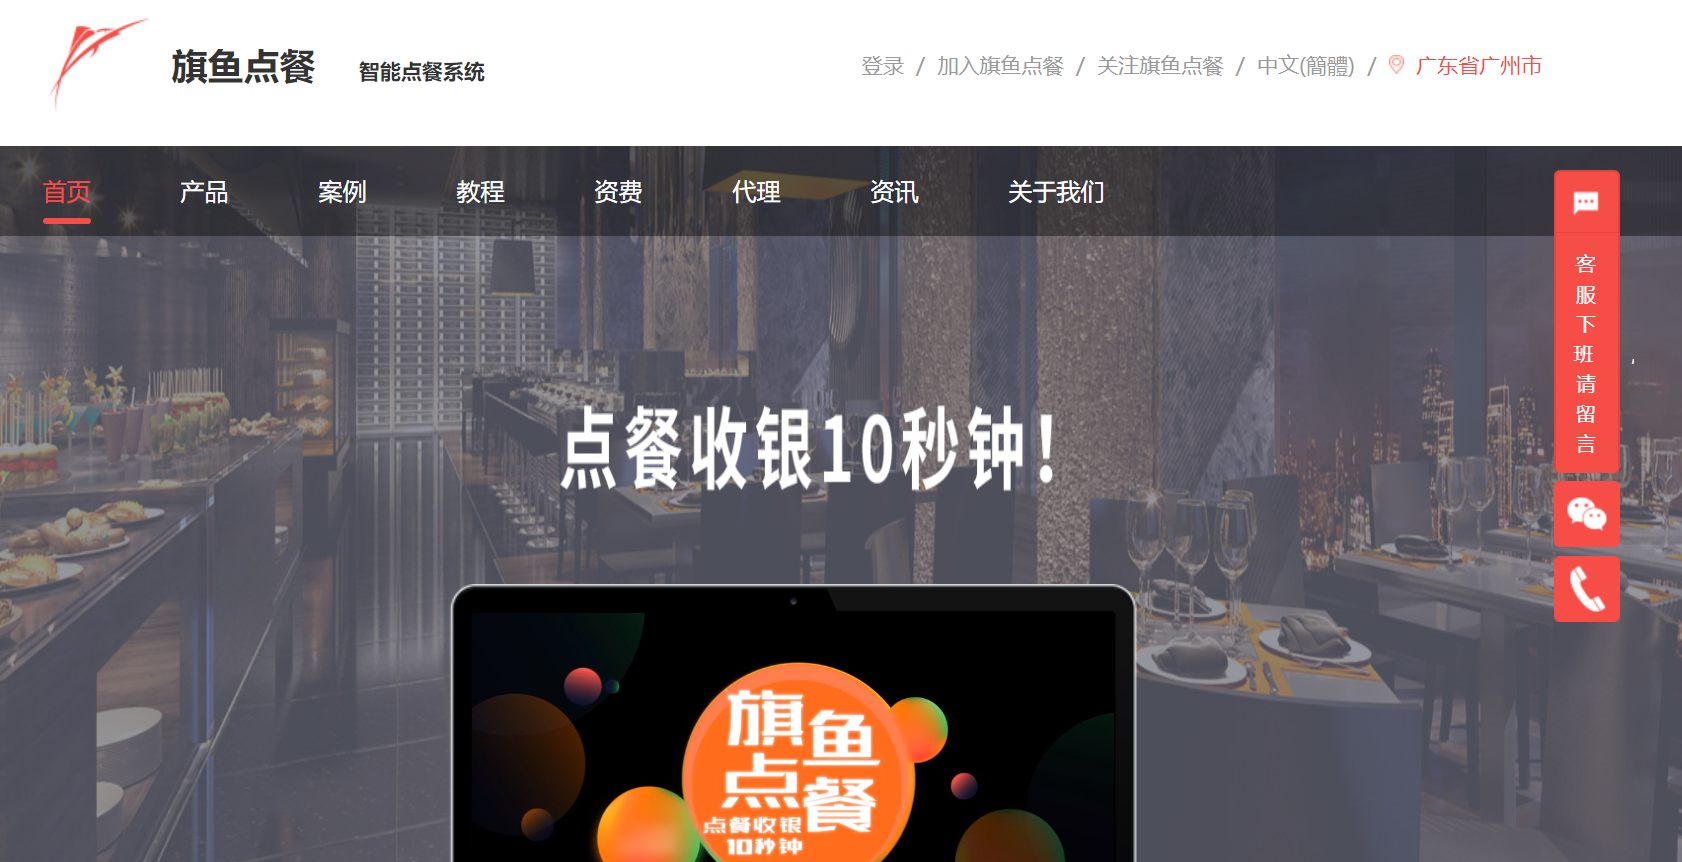 旗鱼点餐 智能点餐系统
登录 / 加入旗鱼点餐 / 关注旗鱼点餐 / 中文(簡體) / 广东省广州市
首页 产品 案例 教程 资费 代理 资讯 关于我们
客服下班请留言
点餐收银10秒钟!
旗鱼
点餐
点餐收银
10秒钟